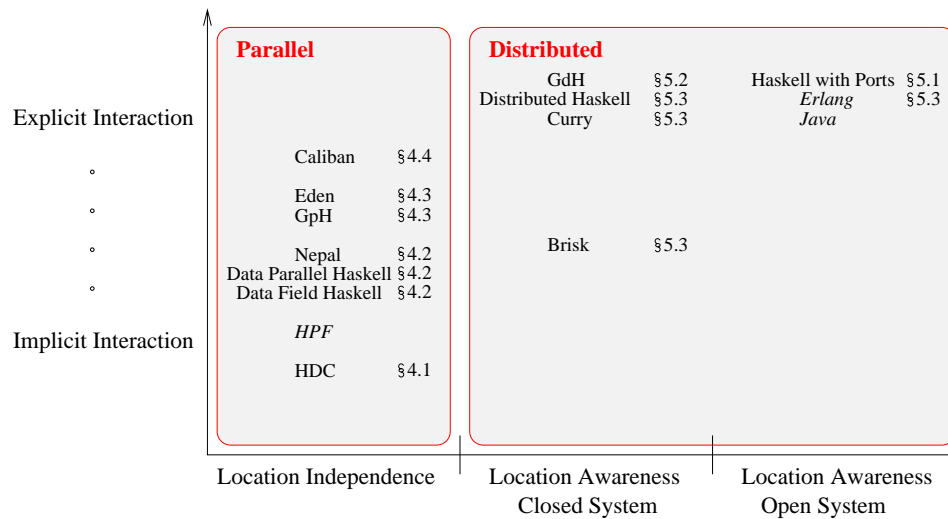 Parallel
Distributed
GdH §5.2
Haskell with Ports §5.1
Distributed Haskell §5.3
Erlang §5.3
Explicit Interaction
Curry §5.3
Java
Caliban §4.4
Eden §4.3
GpH §4.3
Brisk §5.3
Nepal §4.2
Data Parallel Haskell §4.2
Data Field Haskell §4.2
HPF
Implicit Interaction
HDC §4.1
Location Independence
Location Awareness
Closed System
Location Awareness
Open System